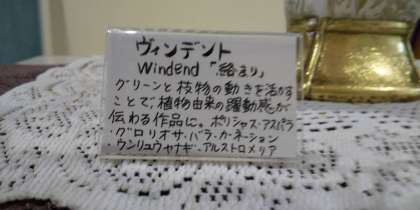 ヴィンデント
Windend「絡まり」
グリーンと枝物の動きを活かす
ことで、植物由来の躍動感が
伝わる作品に。ポリシャス・アスパラ
・グロリオサ・バラ・カーネーション
・ウンリュウヤナギ・アルストロメリア